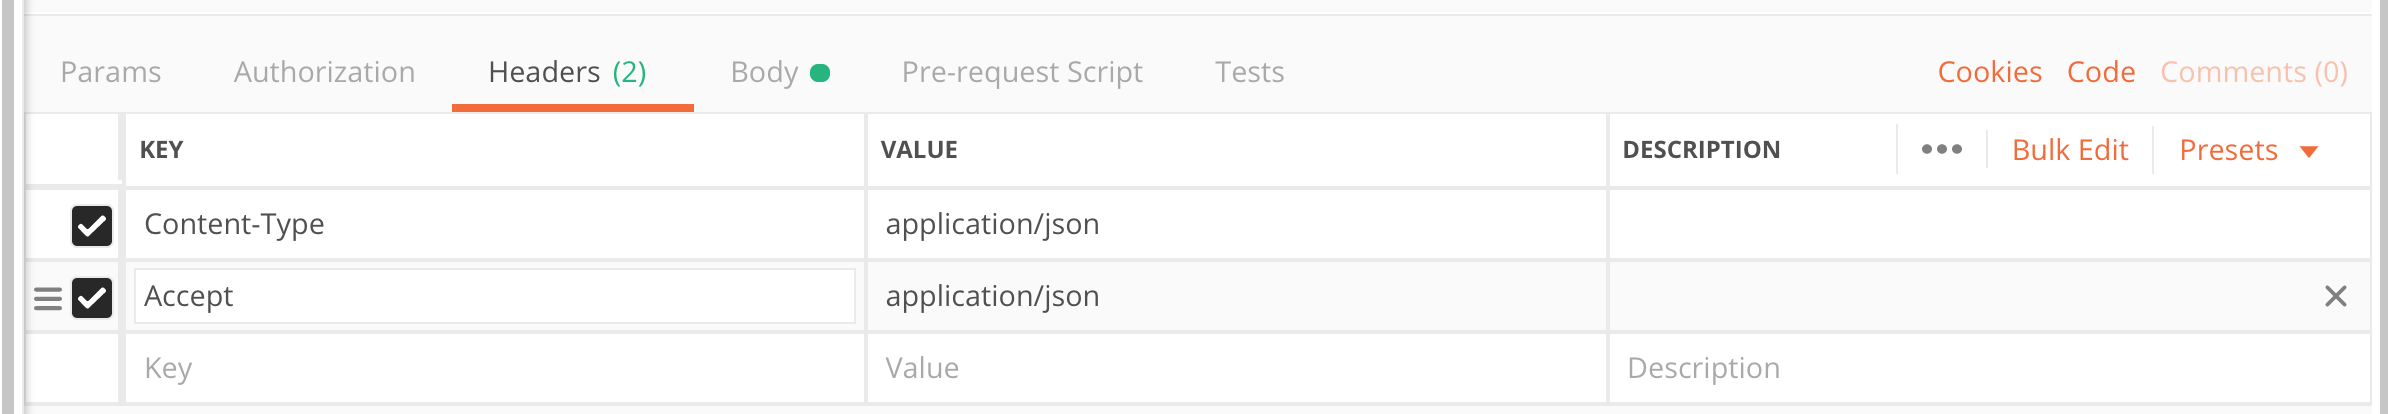 Params Authorization Headers (2) Body Pre-request Script Tests Cookies Code Comments (0)
KEY VALUE DESCRIPTION ••• Bulk Edit Presets
Content-Type application/json
Accept application/json
Key Value Description